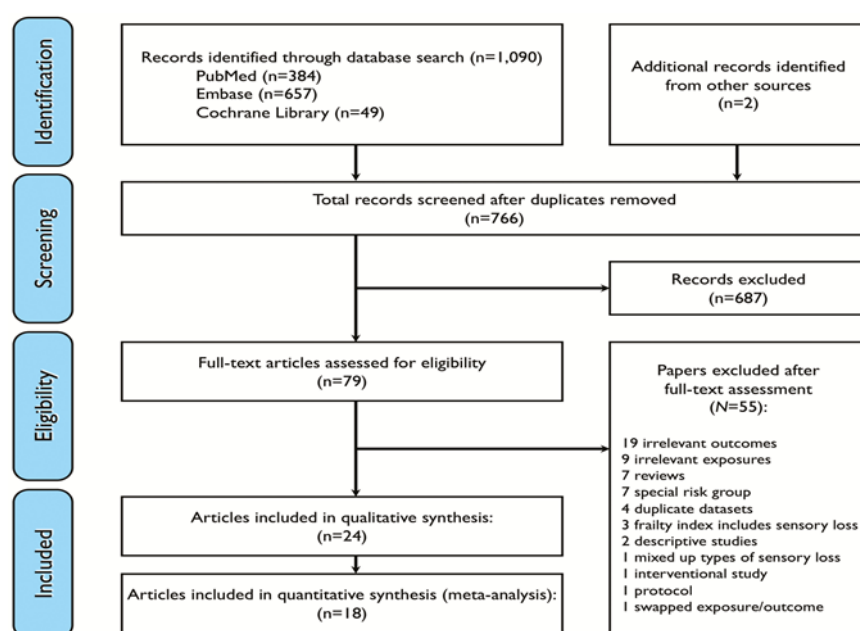 Identification
Records identified through database search (n=1,090)
PubMed (n=384)
Embase (n=657)
Cochrane Library (n=49)
Additional records identified
from other sources
(n=2)
Screening
Total records screened after duplicates removed
(n=766)
Records excluded
(n=687)
Eligibility
Full-text articles assessed for eligibility
(n=79)
Papers excluded after
full-text assessment
(N=55):
19 irrelevant outcomes
9 irrelevant exposures
7 reviews
7 special risk group
4 duplicate datasets
3 frailty index includes sensory loss
2 descriptive studies
1 mixed up types of sensory loss
1 interventional study
1 protocol
1 swapped exposure/outcome
Included
Articles included in qualitative synthesis:
(n=24)
Articles included in quantitative synthesis (meta-analysis):
(n=18)